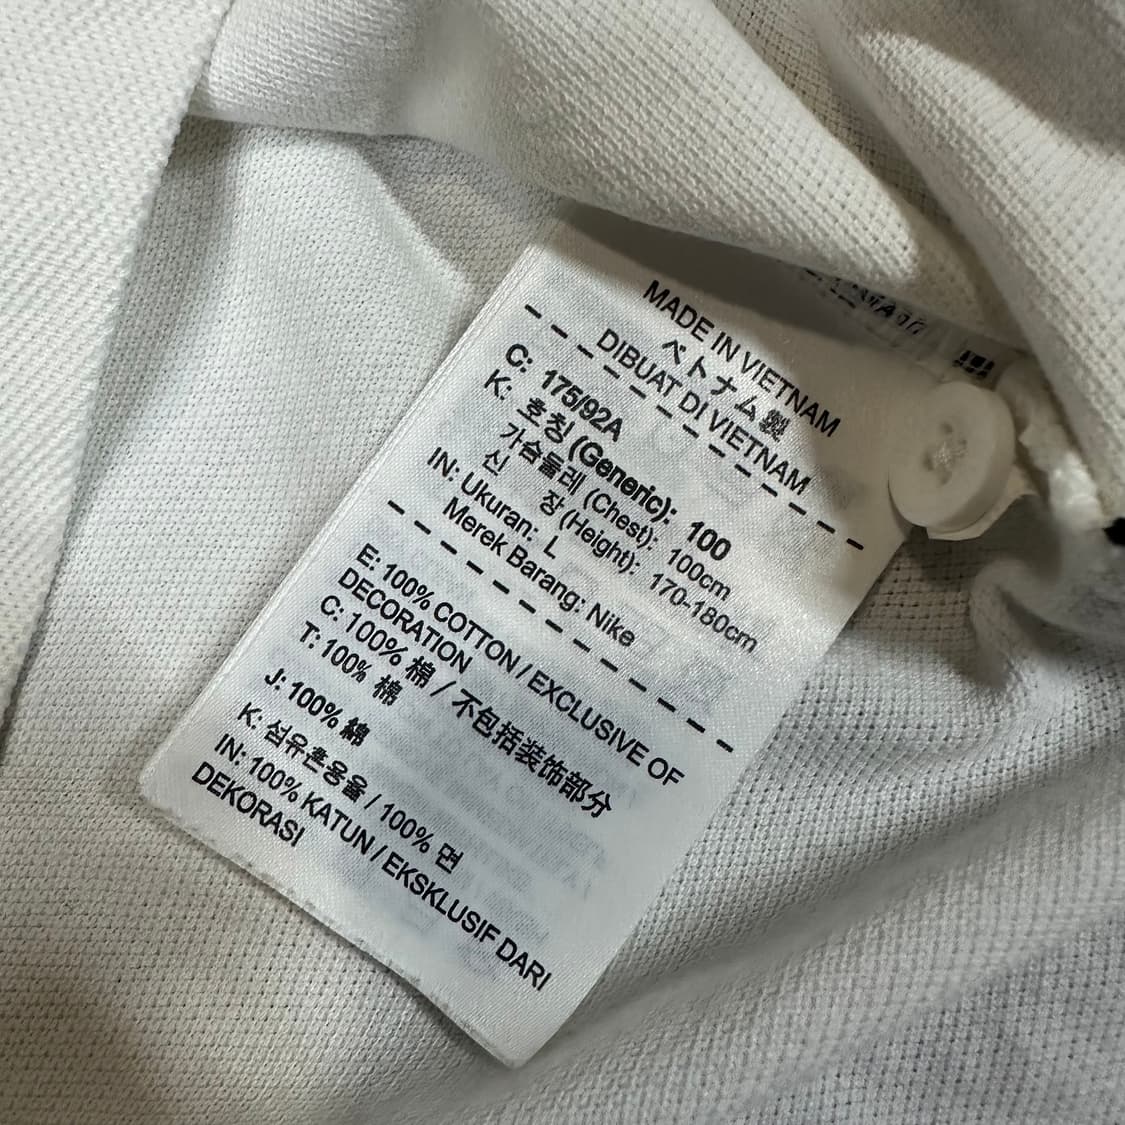 MADE IN VIETNAM
ベトナム製
DIBUAT DI VIETNAM
C: 175/92A
K: 호칭 (Generic): 100
가슴둘레 (Chest): 100cm
신 장 (Height): 170-180cm
IN: Ukuran: L
Merek Barang: Nike
E: 100% COTTON / EXCLUSIVE OF
DECORATION
C: 100% 棉 / 不包括装饰部分
T: 100% 棉
J: 100% 綿
K: 섬유혼용율 / 100% 면
IN: 100% KATUN / EKSKLUSIF DARI
DEKORASI